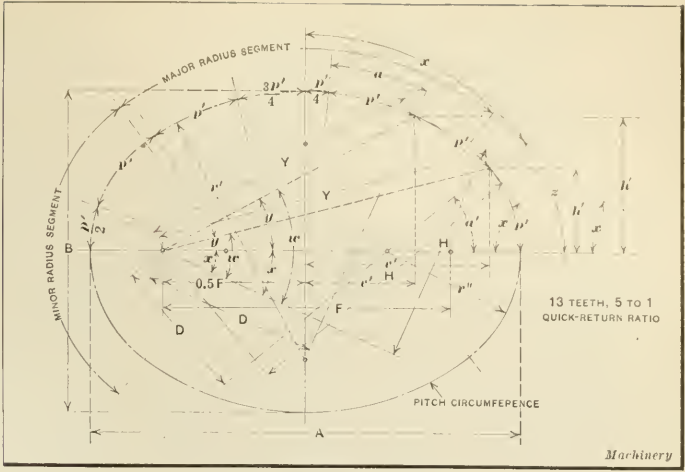 MAJOR RADIUS SEGMENT
x
3p'
4
p'
4
a
p'
p'
p'
p'
2
MINOR RADIUS SEGMENT
B
Y
Y
r'
y
y
w
w
x
x
p'
h'
h'
z
a'
x
p'
x
H
H
c'
c'
0.5 F
F
r"
D
D
13 TEETH, 5 TO 1
QUICK-RETURN RATIO
PITCH CIRCUMFERENCE
A
Machinery